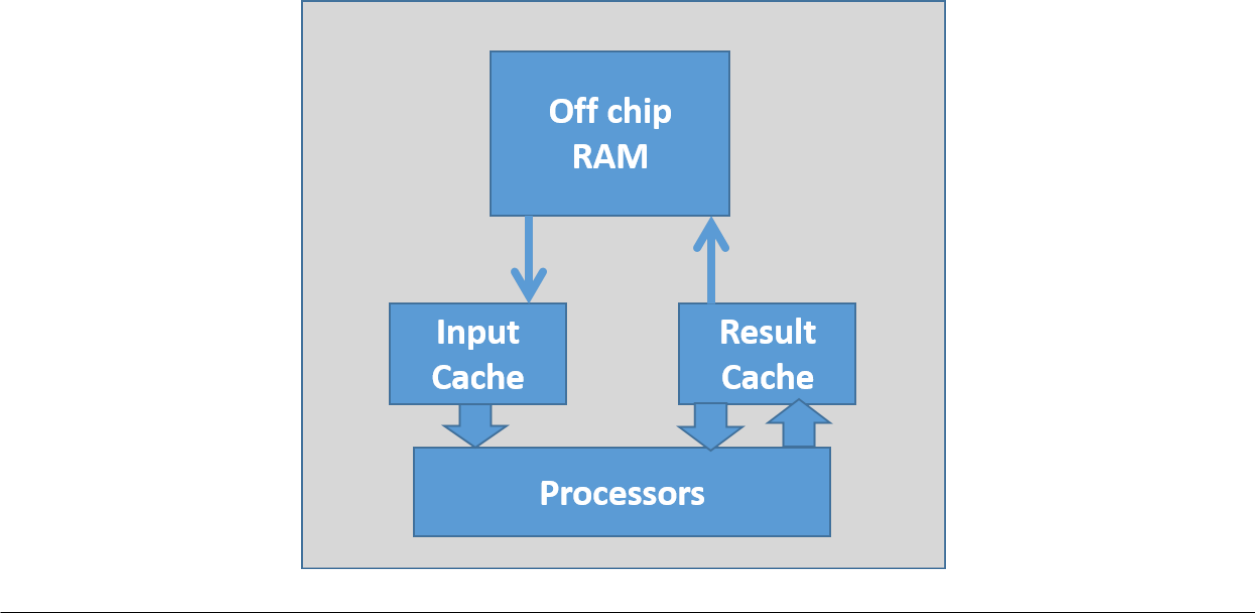 Off chip
RAM
Input
Cache
Result
Cache
Processors